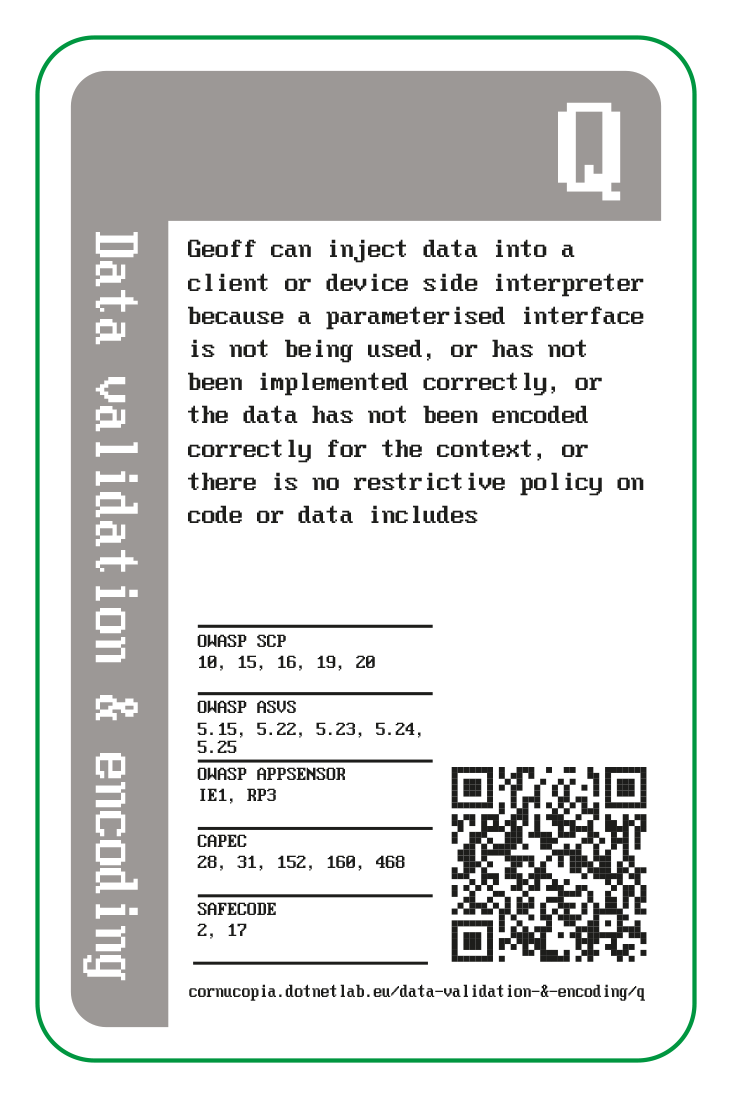 Q
Data validation & encoding
Geoff can inject data into a
client or device side interpreter
because a parameterised interface
is not being used, or has not
been implemented correctly, or
the data has not been encoded
correctly for the context, or
there is no restrictive policy on
code or data includes
OWASP SCP
10, 15, 16, 19, 20
OWASP ASVS
5.15, 5.22, 5.23, 5.24,
5.25
OWASP APPSENSOR
IE1, RP3
CAPEC
28, 31, 152, 160, 468
SAFECODE
2, 17
cornucopia.dotnetlab.eu/data-validation-&-encoding/q